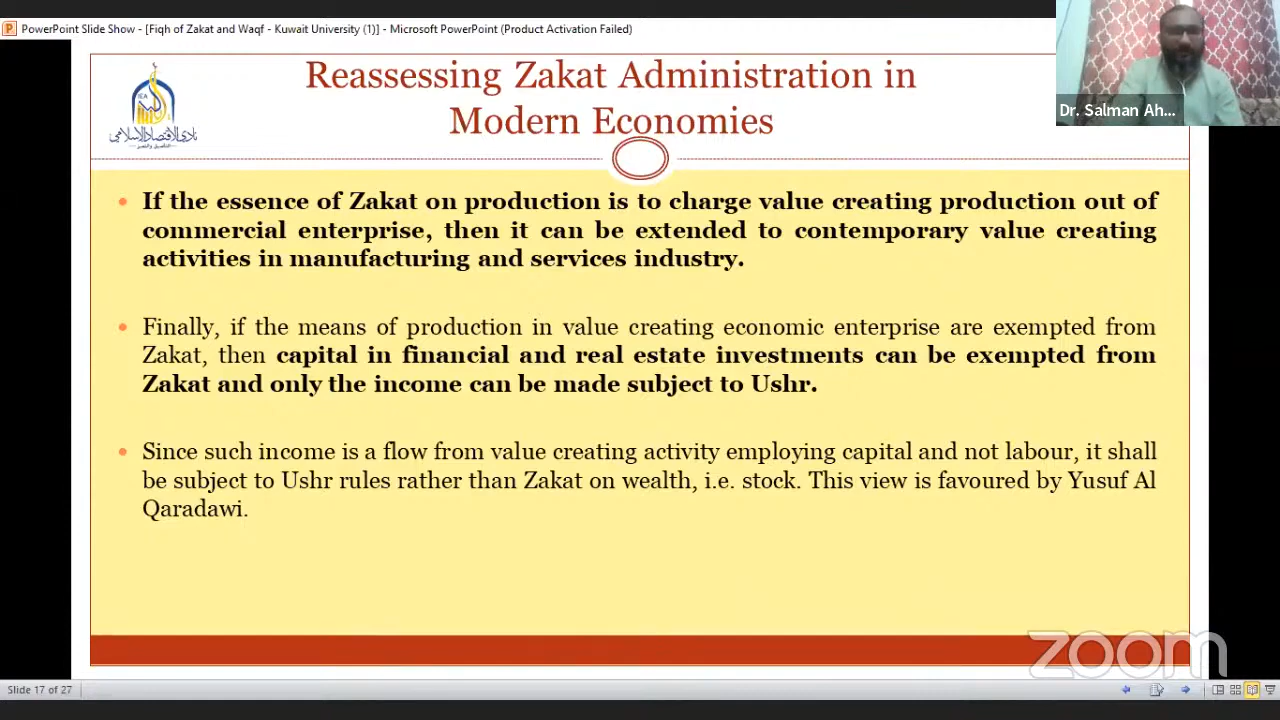 PowerPoint Slide Show - [Fiqh of Zakat and Waqf - Kuwait University (1)] - Microsoft PowerPoint (Product Activation Failed)
Dr. Salman Ah...
Reassessing Zakat Administration in
Modern Economies
IEA
نادي الاقتصاد الإسلامي
If the essence of Zakat on production is to charge value creating production out of
commercial enterprise, then it can be extended to contemporary value creating
activities in manufacturing and services industry.
Finally, if the means of production in value creating economic enterprise are exempted from
Zakat, then capital in financial and real estate investments can be exempted from
Zakat and only the income can be made subject to Ushr.
Since such income is a flow from value creating activity employing capital and not labour, it shall
be subject to Ushr rules rather than Zakat on wealth, i.e. stock. This view is favoured by Yusuf Al
Qaradawi.
zoom
Slide 17 of 27